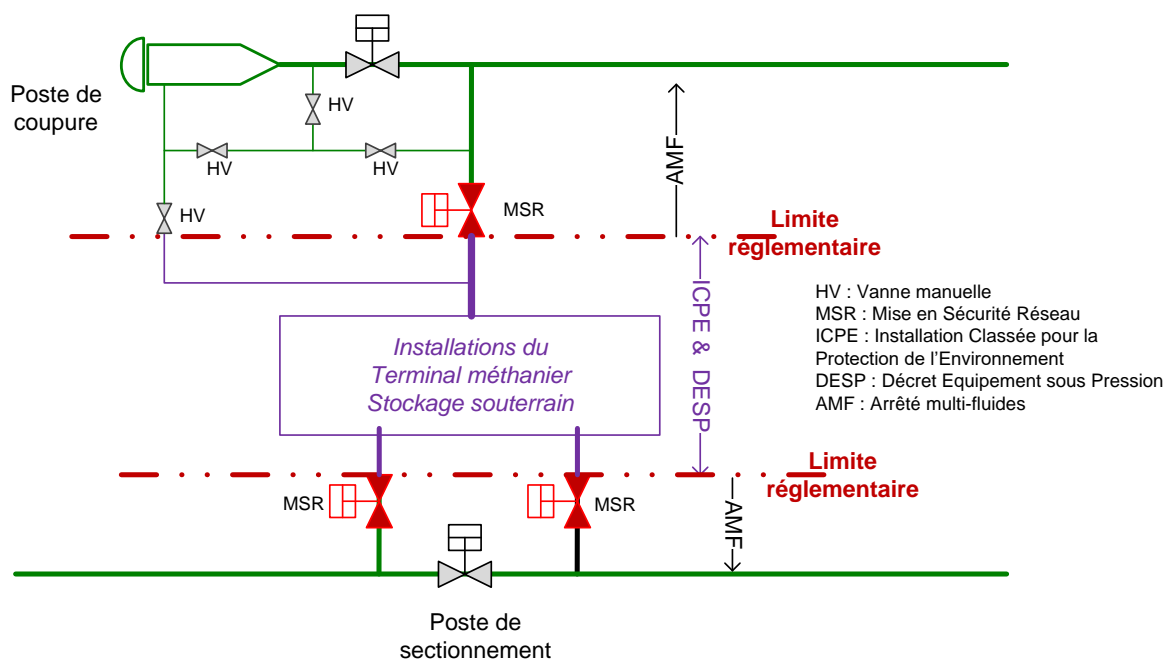 Poste de
coupure
HV
HV
HV
HV
MSR
AMF
Limite
réglementaire
ICPE & DESP
HV : Vanne manuelle
MSR : Mise en Sécurité Réseau
ICPE : Installation Classée pour la
Protection de l'Environnement
DESP : Décret Equipement sous Pression
AMF : Arrêté multi-fluides
Installations du
Terminal méthanier
Stockage souterrain
Limite
réglementaire
MSR
MSR
AMF
Poste de
sectionnement